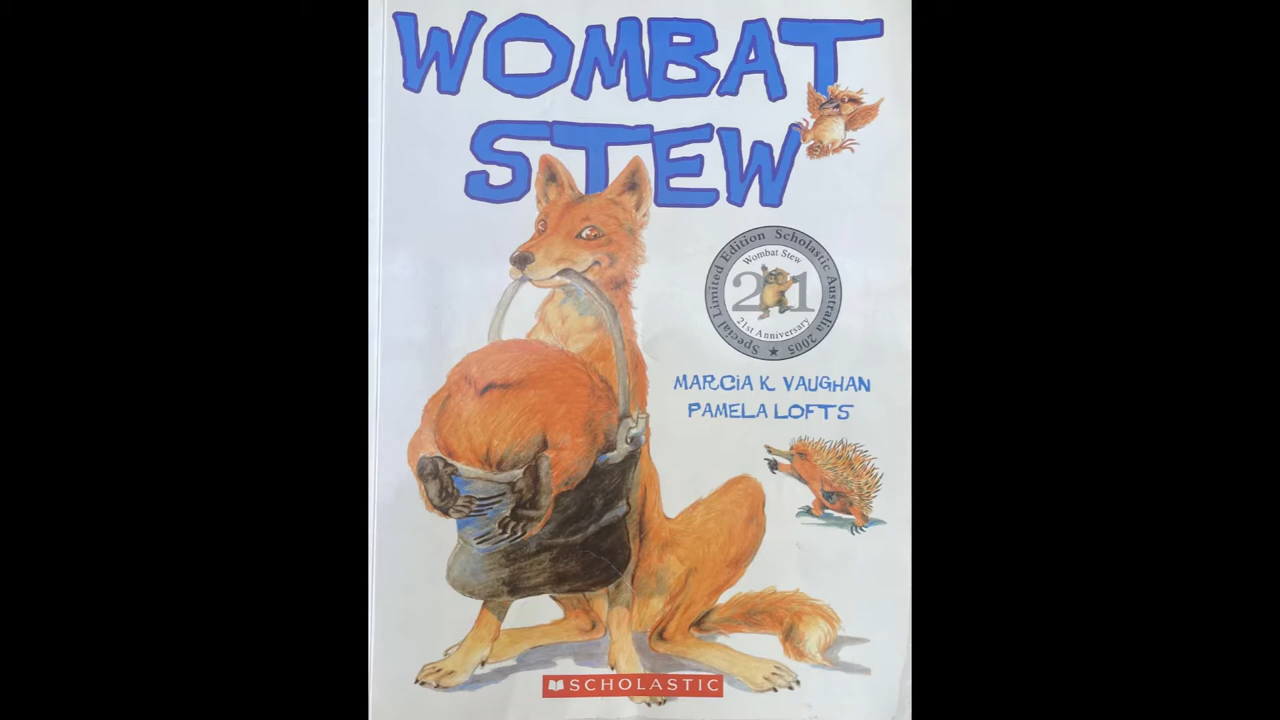 WOMBAT
STEW
Special Limited Edition Scholastic Australia 2005
Wombat Stew
21
21st Anniversary
MARCiA K VAUGHAN
PAMELA LOFTS
SCHOLASTIC